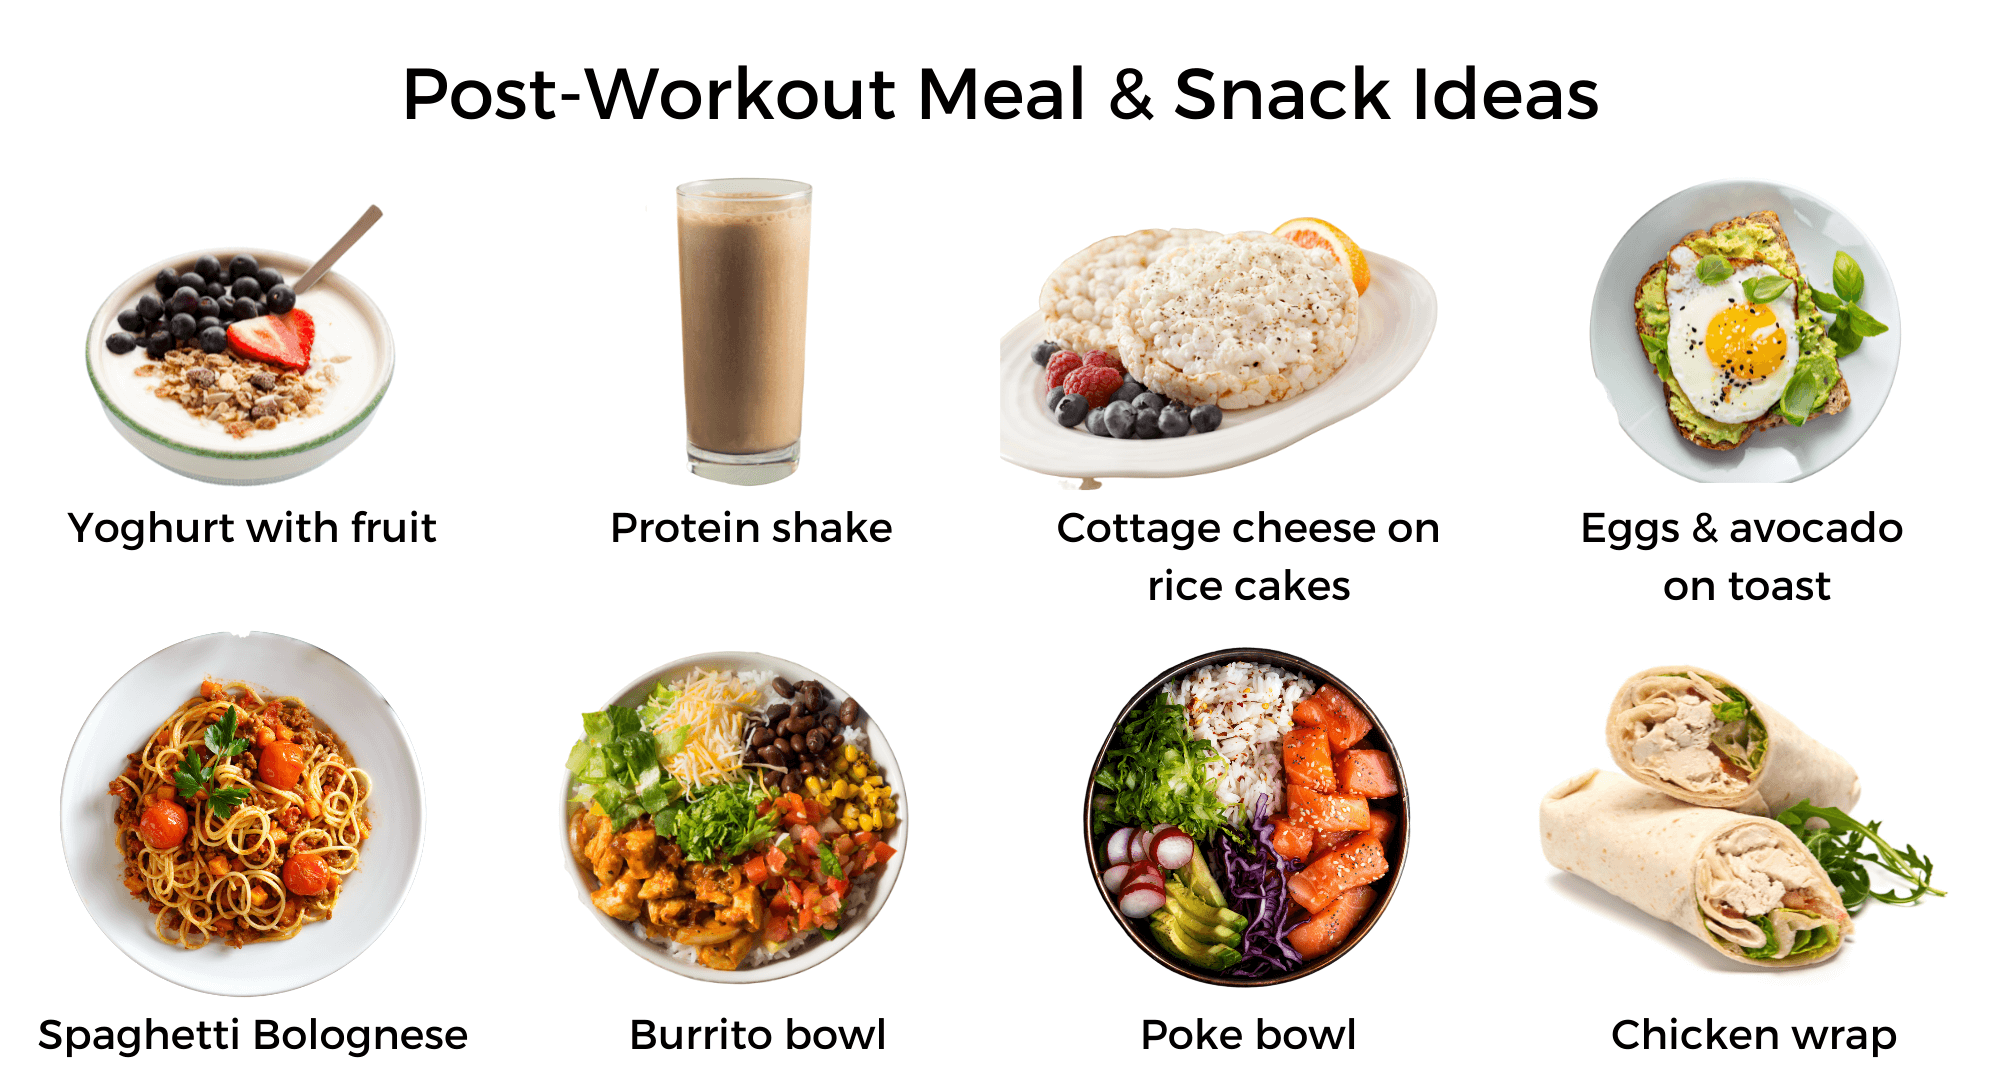 Post-Workout Meal & Snack Ideas
Yoghurt with fruit
Protein shake
Cottage cheese on
rice cakes
Eggs & avocado
on toast
Spaghetti Bolognese
Burrito bowl
Poke bowl
Chicken wrap